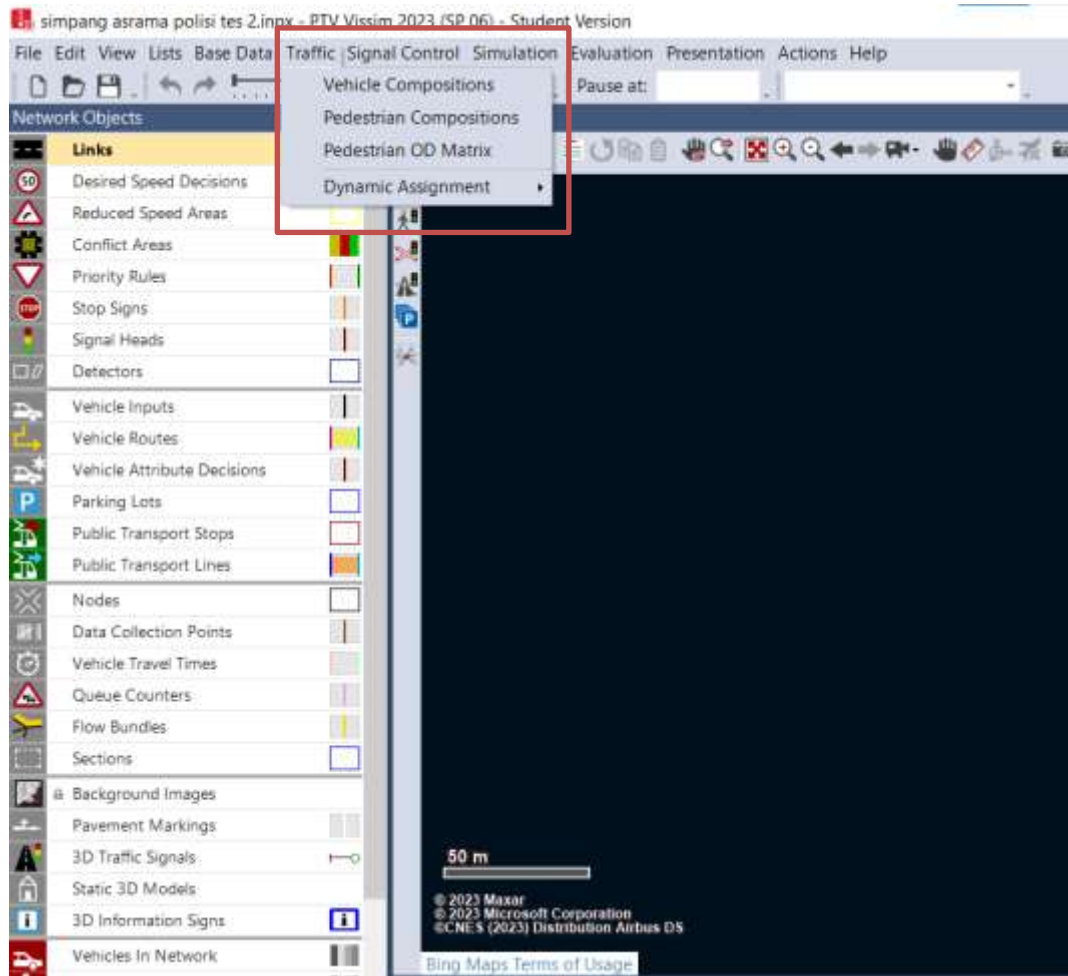 simpang asrama polisi tes 2.inpx - PTV Vissim 2023 (SP 06) - Student Version
File Edit View Lists Base Data Traffic Signal Control Simulation Evaluation Presentation Actions Help
Pause at:
Vehicle Compositions
Pedestrian Compositions
Pedestrian OD Matrix
Dynamic Assignment
Network Objects
Links
Desired Speed Decisions
Reduced Speed Areas
Conflict Areas
Priority Rules
Stop Signs
Signal Heads
Detectors
Vehicle Inputs
Vehicle Routes
Vehicle Attribute Decisions
Parking Lots
Public Transport Stops
Public Transport Lines
Nodes
Data Collection Points
Vehicle Travel Times
Queue Counters
Flow Bundles
Sections
Background Images
Pavement Markings
3D Traffic Signals
Static 3D Models
3D Information Signs
Vehicles In Network
50 m
© 2023 Maxar
© 2023 Microsoft Corporation
©CNES (2023) Distribution Airbus DS
Bing Maps Terms of Usage